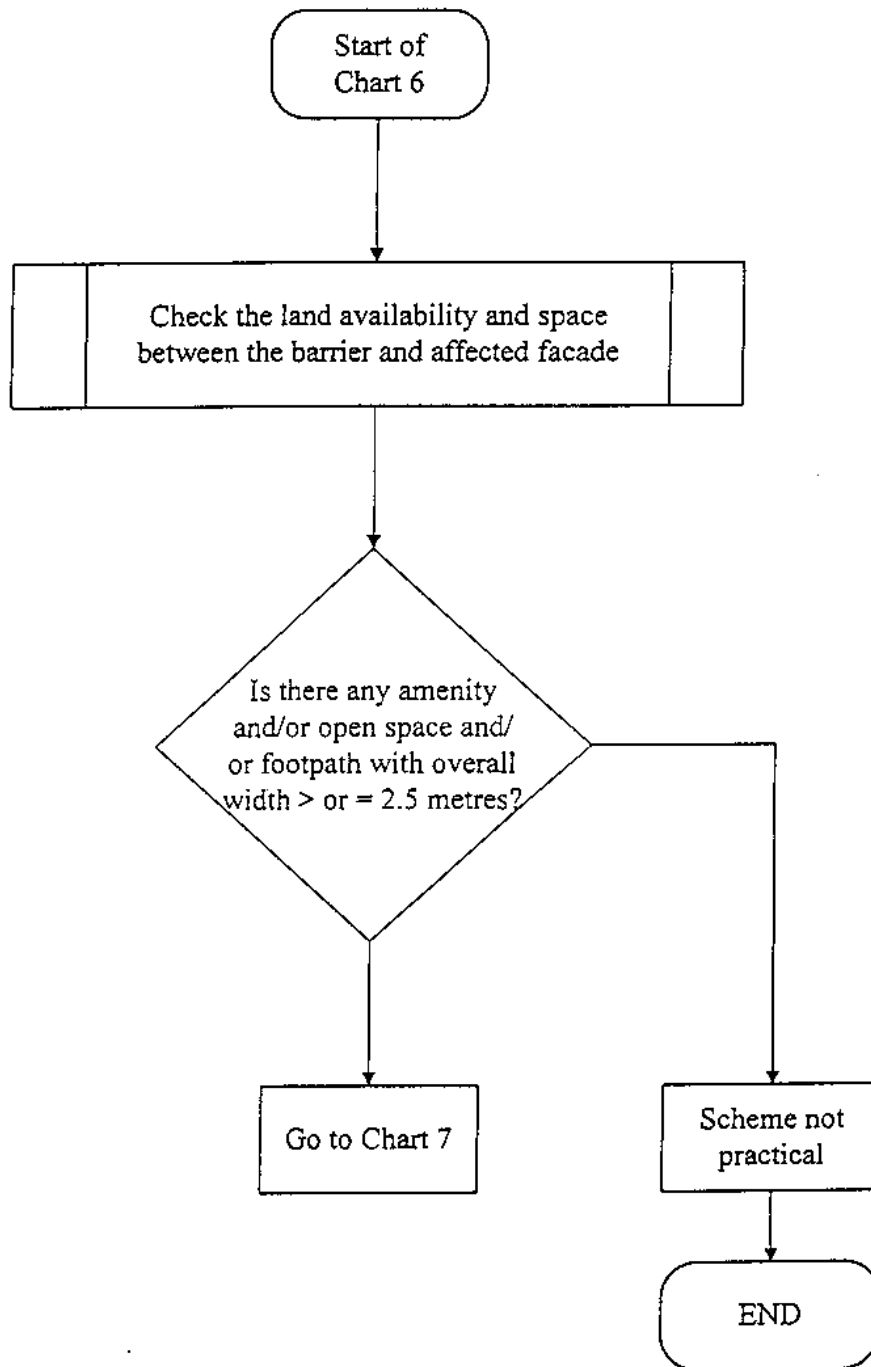 Start of
Chart 6
Check the land availability and space
between the barrier and affected facade
Is there any amenity
and/or open space and/
or footpath with overall
width > or = 2.5 metres?
Go to Chart 7
Scheme not
practical
END